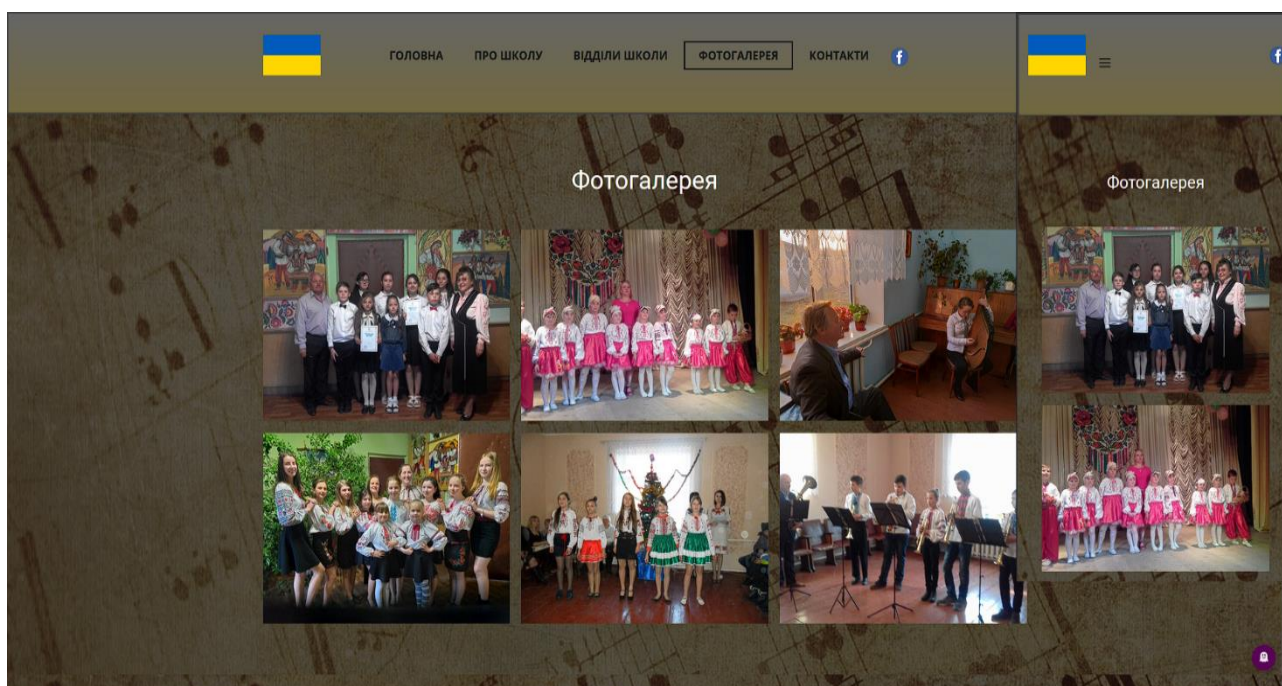 ГОЛОВНА ПРО ШКОЛУ ВІДДІЛИ ШКОЛИ ФОТОГАЛЕРЕЯ КОНТАКТИ
Фотогалерея
Фотогалерея